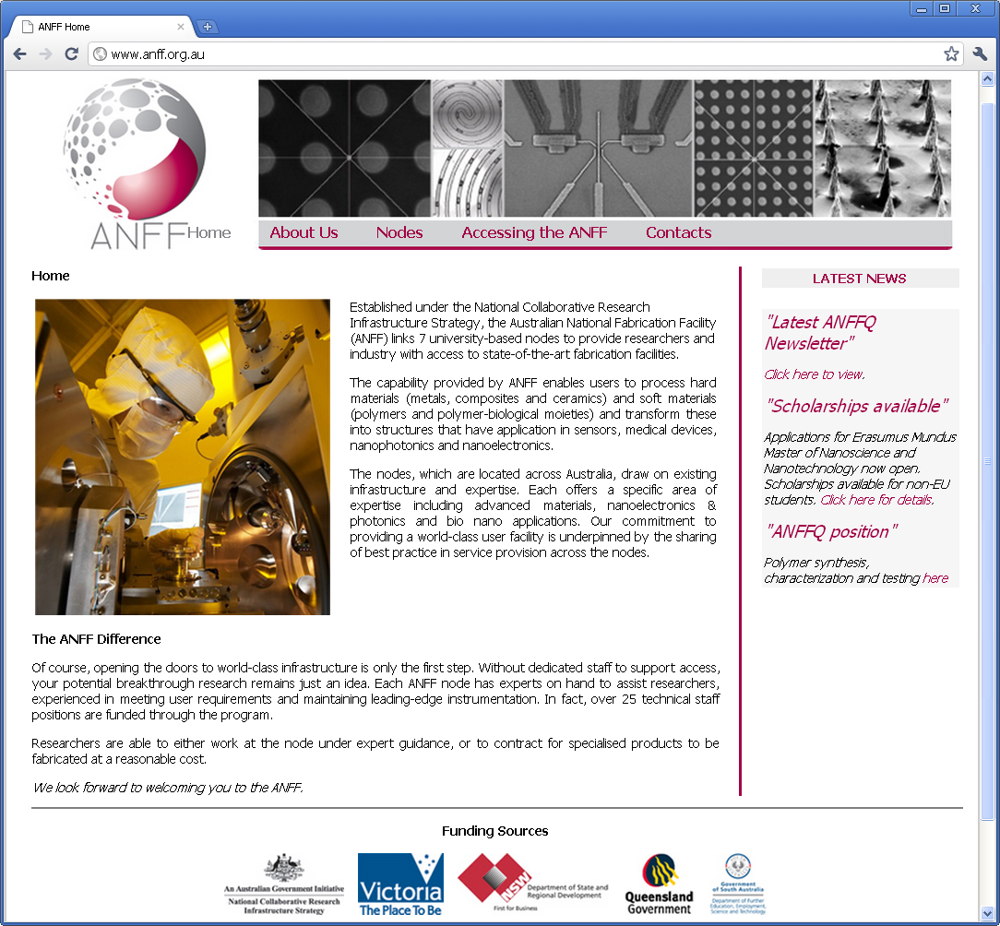 ANFF Home
www.anff.org.au
ANFF
Home
About Us
Nodes
Accessing the ANFF
Contacts
Home
Established under the National Collaborative Research
Infrastructure Strategy, the Australian National Fabrication Facility
(ANFF) links 7 university-based nodes to provide researchers and
industry with access to state-of-the-art fabrication facilities.
The capability provided by ANFF enables users to process hard
materials (metals, composites and ceramics) and soft materials
(polymers and polymer-biological moieties) and transform these
into structures that have application in sensors, medical devices,
nanophotonics and nanoelectronics.
The nodes, which are located across Australia, draw on existing
infrastructure and expertise. Each offers a specific area of
expertise including advanced materials, nanoelectronics &
photonics and bio nano applications. Our commitment to
providing a world-class user facility is underpinned by the sharing
of best practice in service provision across the nodes.
The ANFF Difference
Of course, opening the doors to world-class infrastructure is only the first step. Without dedicated staff to support access,
your potential breakthrough research remains just an idea. Each ANFF node has experts on hand to assist researchers,
experienced in meeting user requirements and maintaining leading-edge instrumentation. In fact, over 25 technical staff
positions are funded through the program.
Researchers are able to either work at the node under expert guidance, or to contract for specialised products to be
fabricated at a reasonable cost.
We look forward to welcoming you to the ANFF.
LATEST NEWS
"Latest ANFFQ
Newsletter"
Click here to view.
"Scholarships available"
Applications for Erasumus Mundus
Master of Nanoscience and
Nanotechnology now open.
Scholarships available for non-EU
students. Click here for details.
"ANFFQ position"
Polymer synthesis,
characterization and testing here
Funding Sources
An Australian Government Initiative
National Collaborative Research
Infrastructure Strategy
Victoria
The Place To Be
NSW
Department of State and
Regional Development
First for Business
Queensland
Government
Government
of South Australia
Department of Further
Education, Employment,
Science and Technology